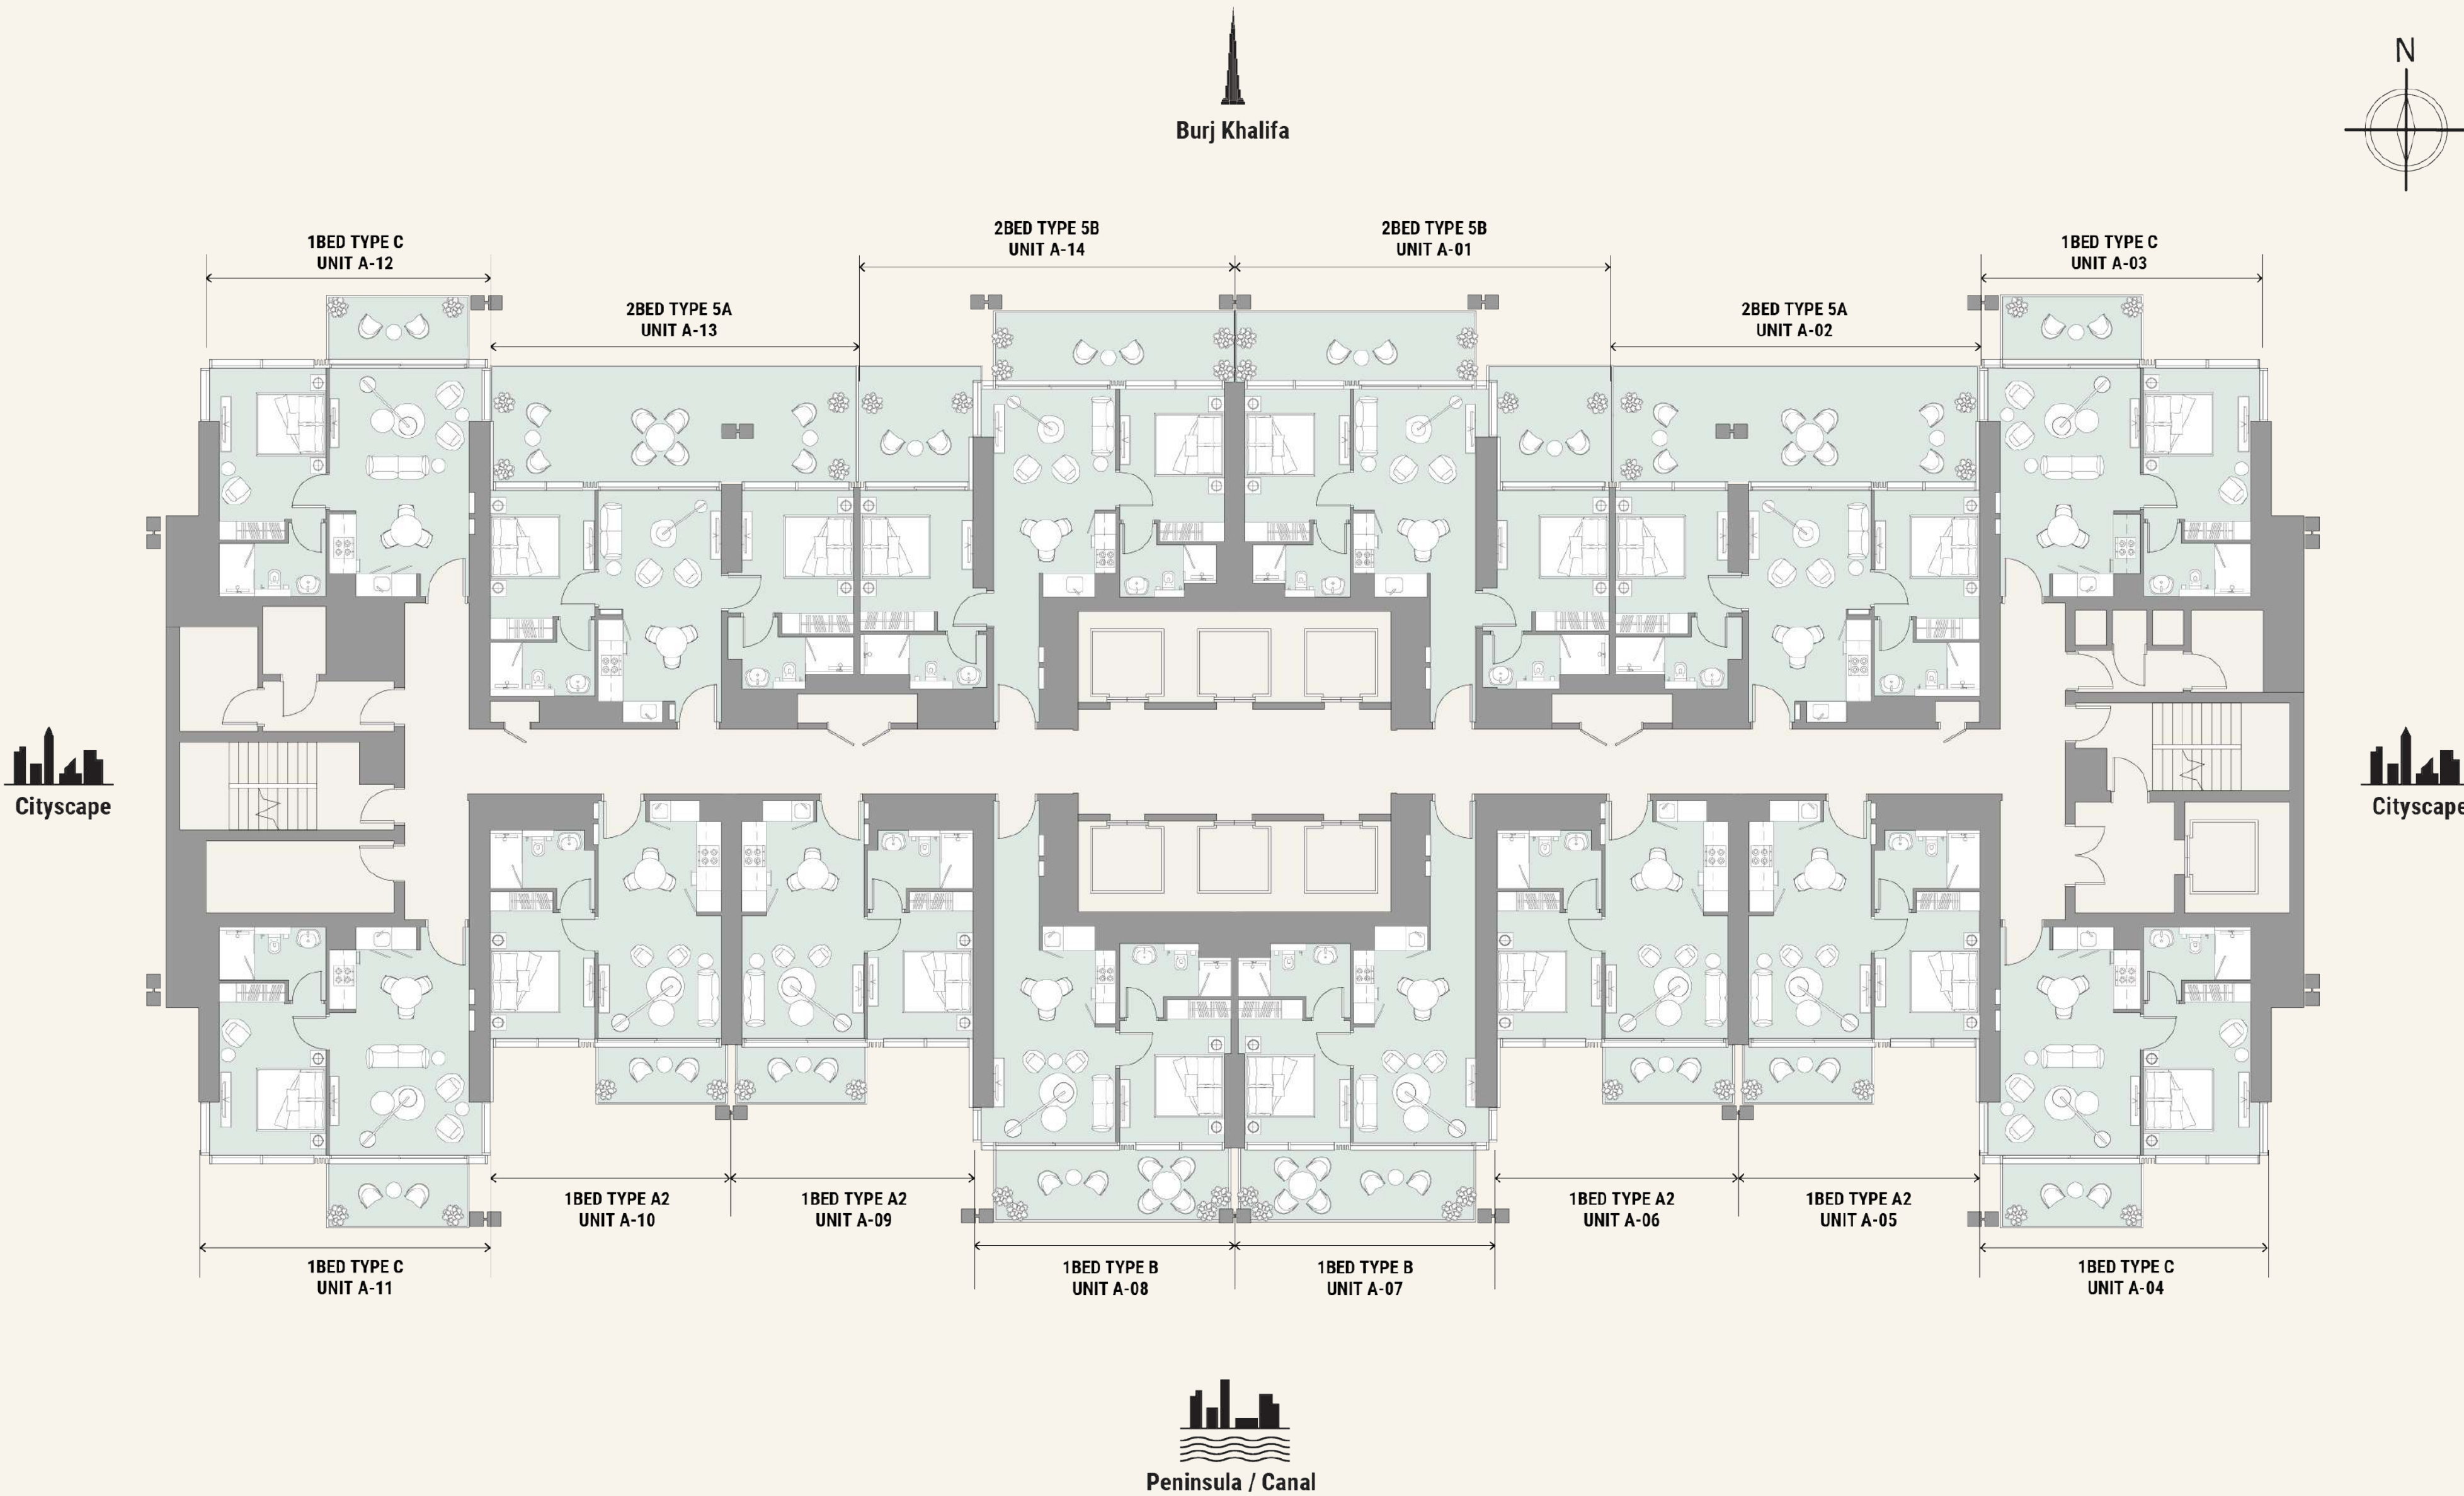 N
Burj Khalifa
2BED TYPE 5B
UNIT A-14
2BED TYPE 5B
UNIT A-01
1BED TYPE C
UNIT A-12
1BED TYPE C
UNIT A-03
2BED TYPE 5A
UNIT A-13
2BED TYPE 5A
UNIT A-02
Cityscape
Cityscape
1BED TYPE A2
UNIT A-10
1BED TYPE A2
UNIT A-09
1BED TYPE A2
UNIT A-06
1BED TYPE A2
UNIT A-05
1BED TYPE C
UNIT A-11
1BED TYPE B
UNIT A-08
1BED TYPE B
UNIT A-07
1BED TYPE C
UNIT A-04
Peninsula / Canal